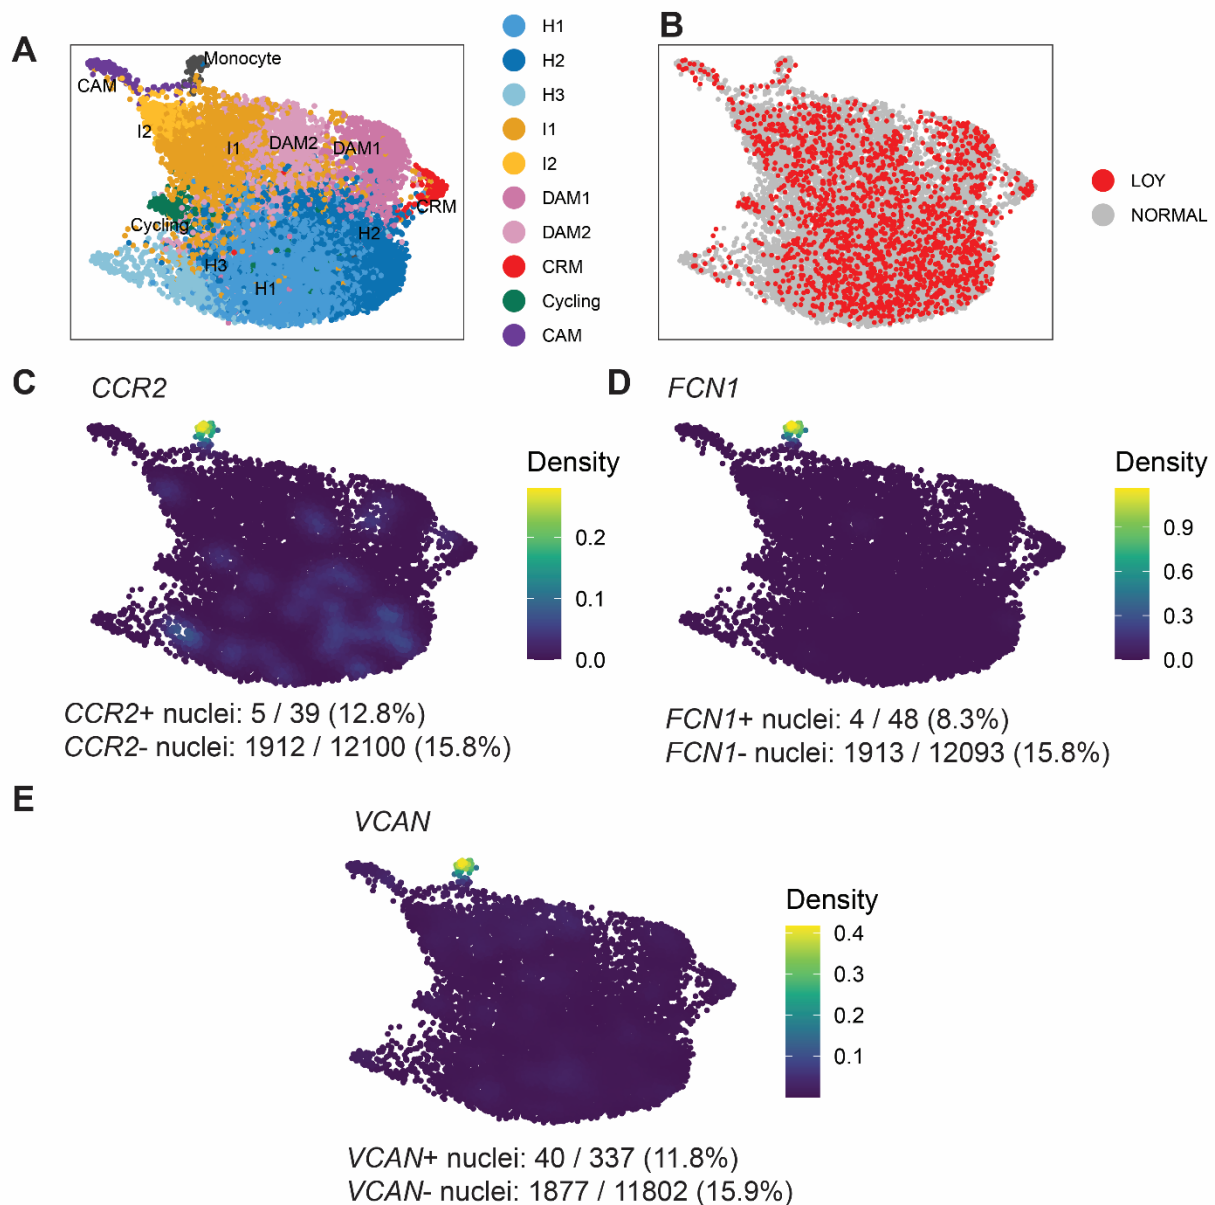 A
Monocyte
CAM
I2
I1
DAM2
DAM1
CRM
Cycling
H2
H3
H1
H1
H2
H3
I1
I2
DAM1
DAM2
CRM
Cycling
CAM
B
LOY
NORMAL
C
CCR2
Density
0.2
0.1
0.0
CCR2+ nuclei: 5 / 39 (12.8%)
CCR2- nuclei: 1912 / 12100 (15.8%)
D
FCN1
Density
0.9
0.6
0.3
0.0
FCN1+ nuclei: 4 / 48 (8.3%)
FCN1- nuclei: 1913 / 12093 (15.8%)
E
VCAN
Density
0.4
0.3
0.2
0.1
VCAN+ nuclei: 40 / 337 (11.8%)
VCAN- nuclei: 1877 / 11802 (15.9%)